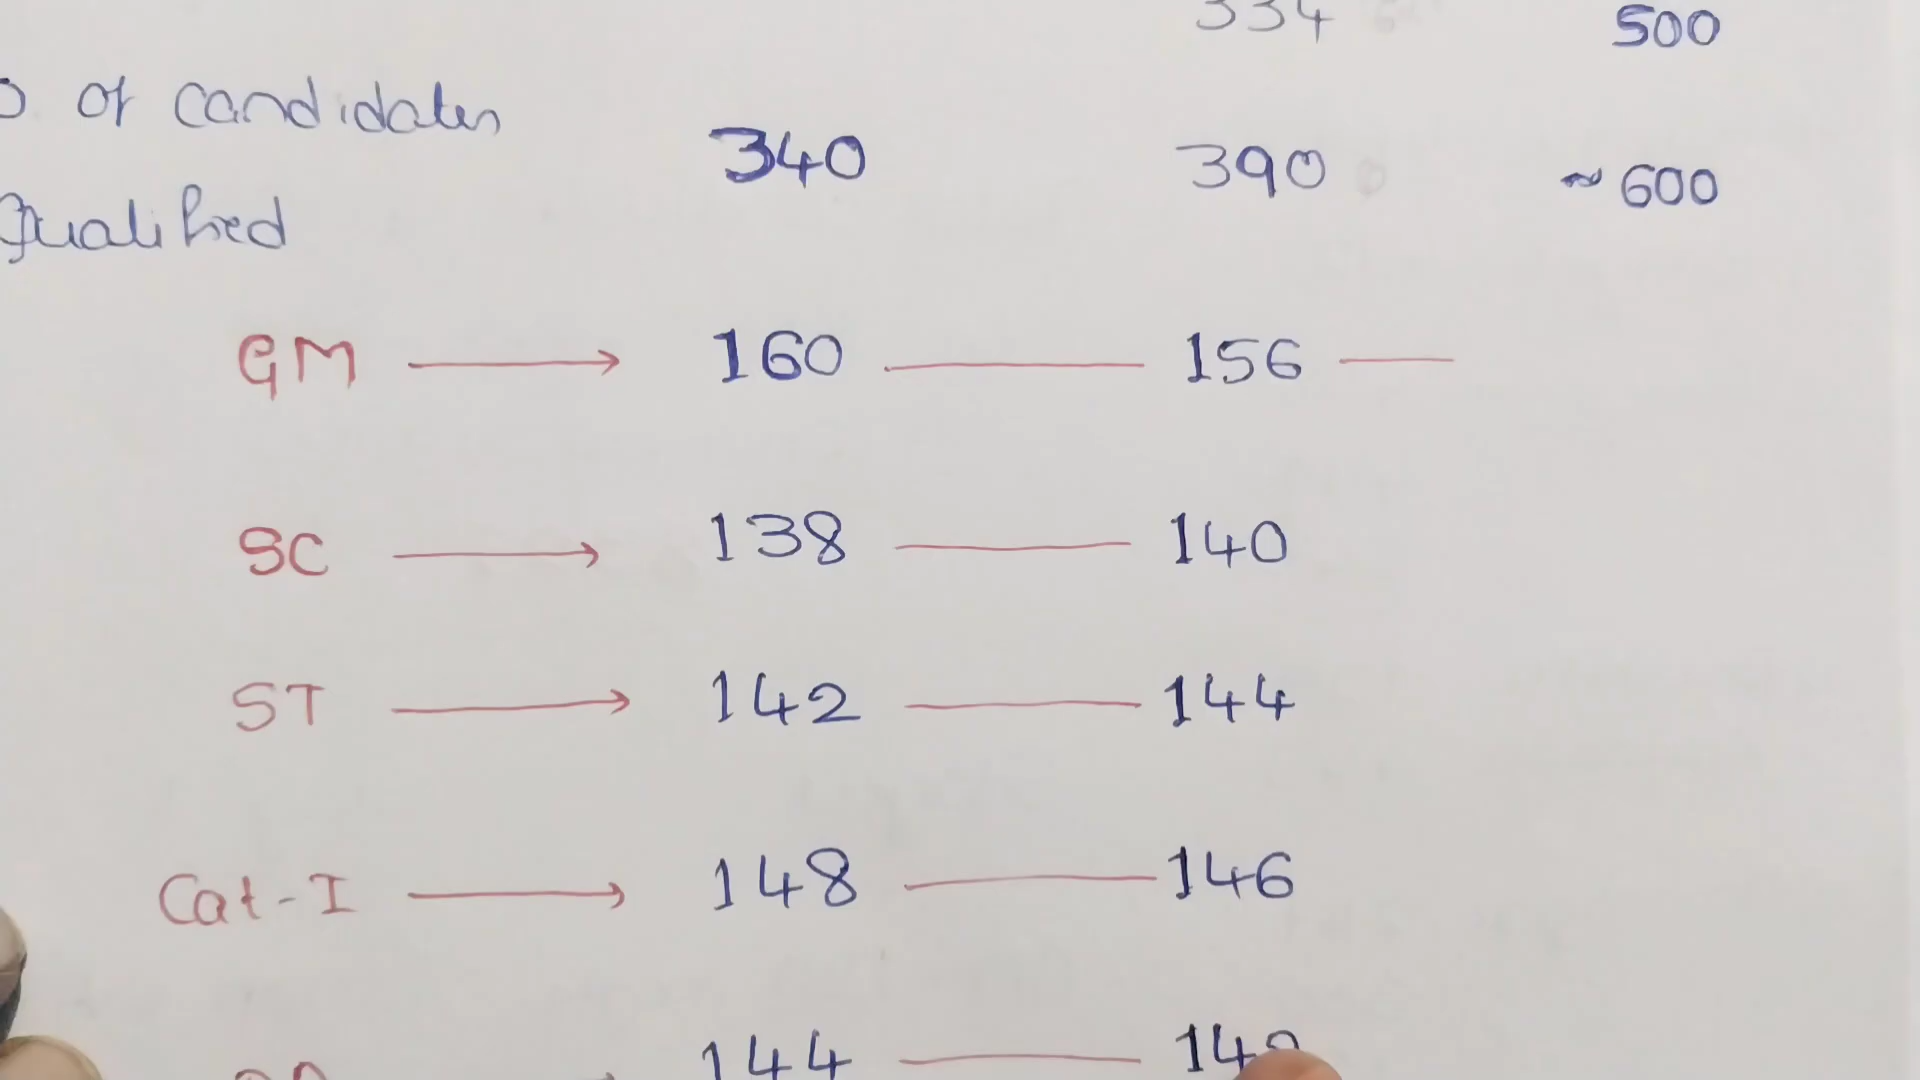 334 500
of candidates 340 390 ~600
Qualified
GM → 160 — 156 —
SC → 138 — 140
ST → 142 — 144
Cat-I → 148 — 146
144 —